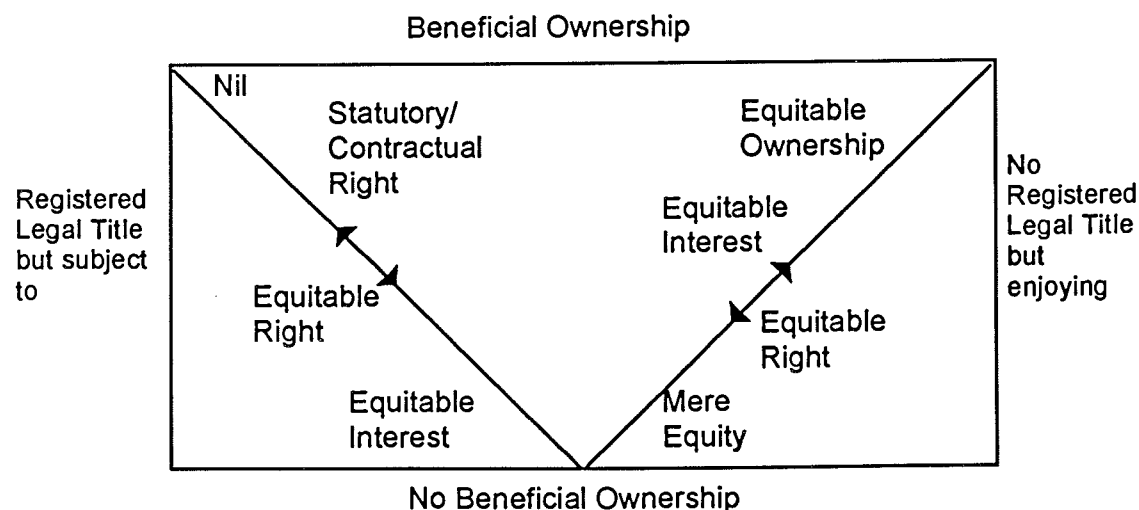 Beneficial Ownership
Nil
Statutory/
Contractual
Right
Equitable
Ownership
Registered
Legal Title
but subject
to
No
Registered
Legal Title
but
enjoying
Equitable
Interest
Equitable
Right
Equitable
Right
Equitable
Interest
Mere
Equity
No Beneficial Ownership